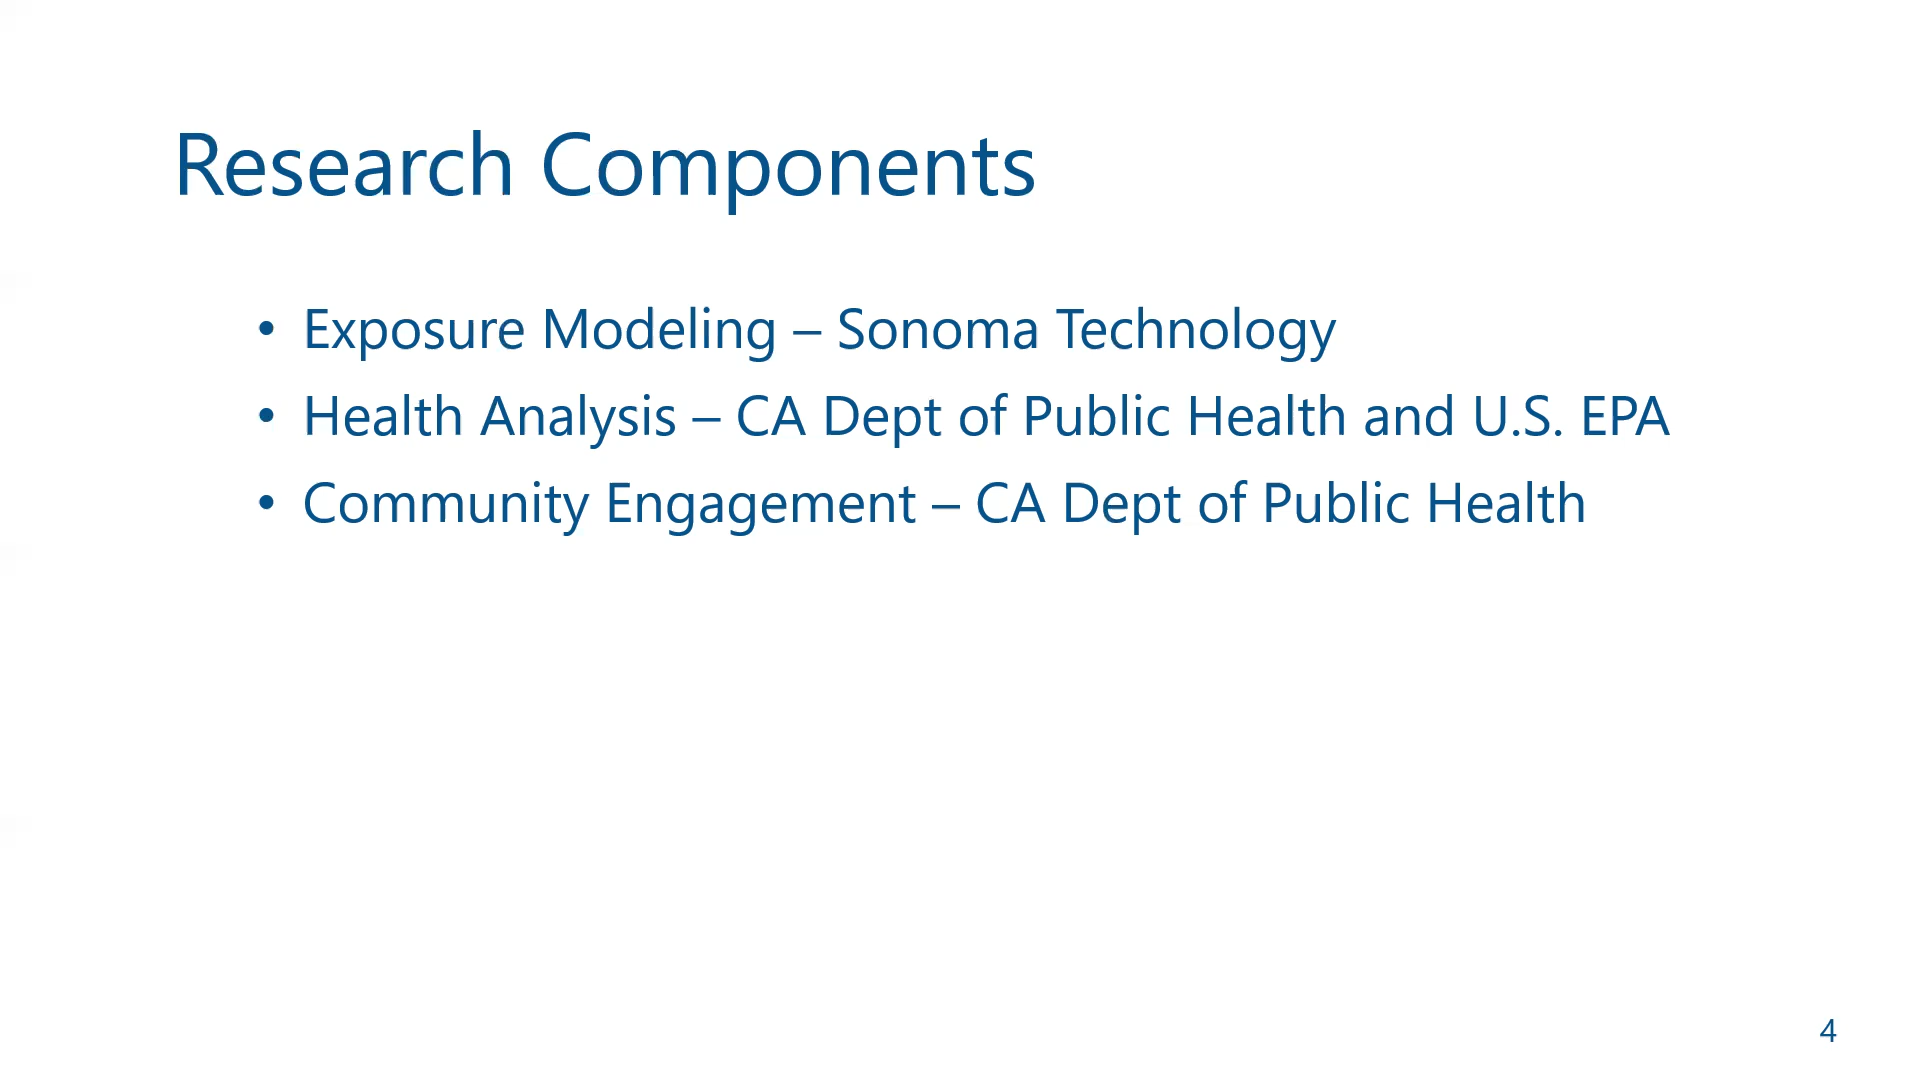 Research Components
• Exposure Modeling – Sonoma Technology
• Health Analysis – CA Dept of Public Health and U.S. EPA
• Community Engagement – CA Dept of Public Health
4